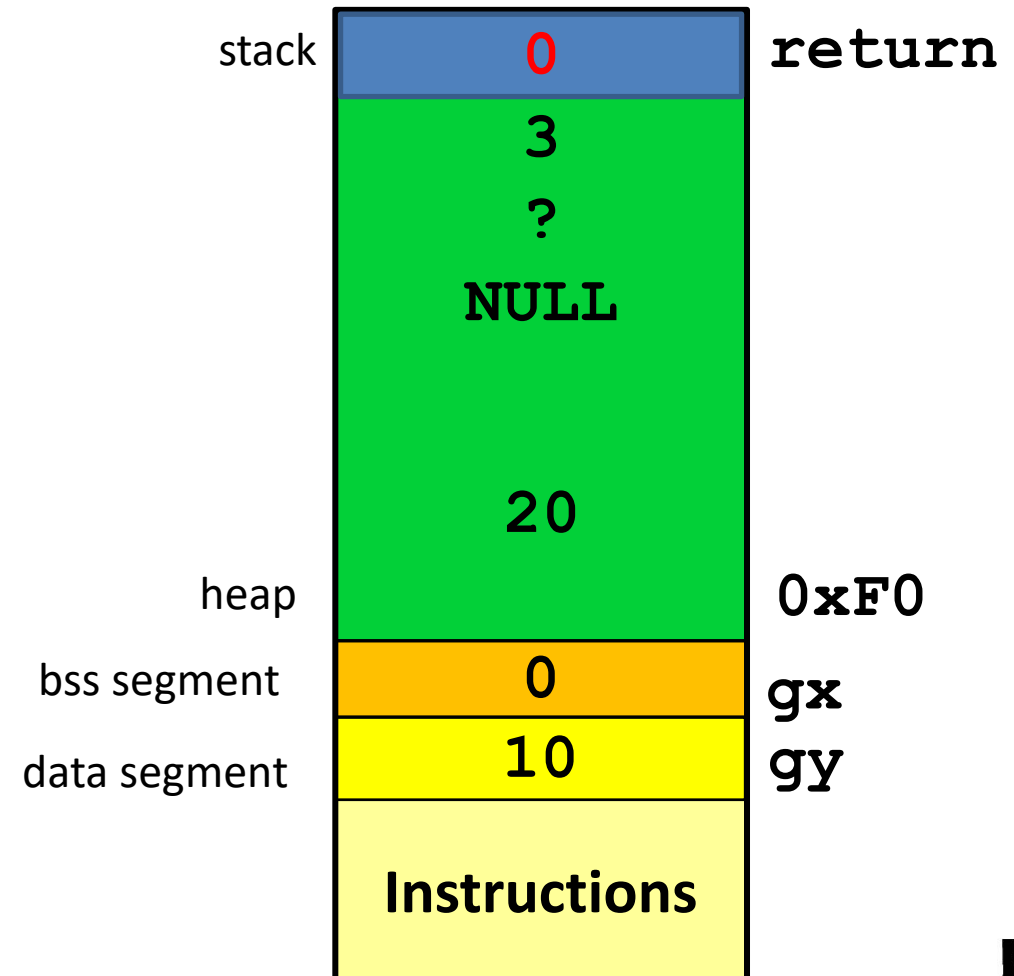 stack 0 return
3
?
NULL
20
heap 0xF0
bss segment 0 gx
data segment 10 gy
Instructions